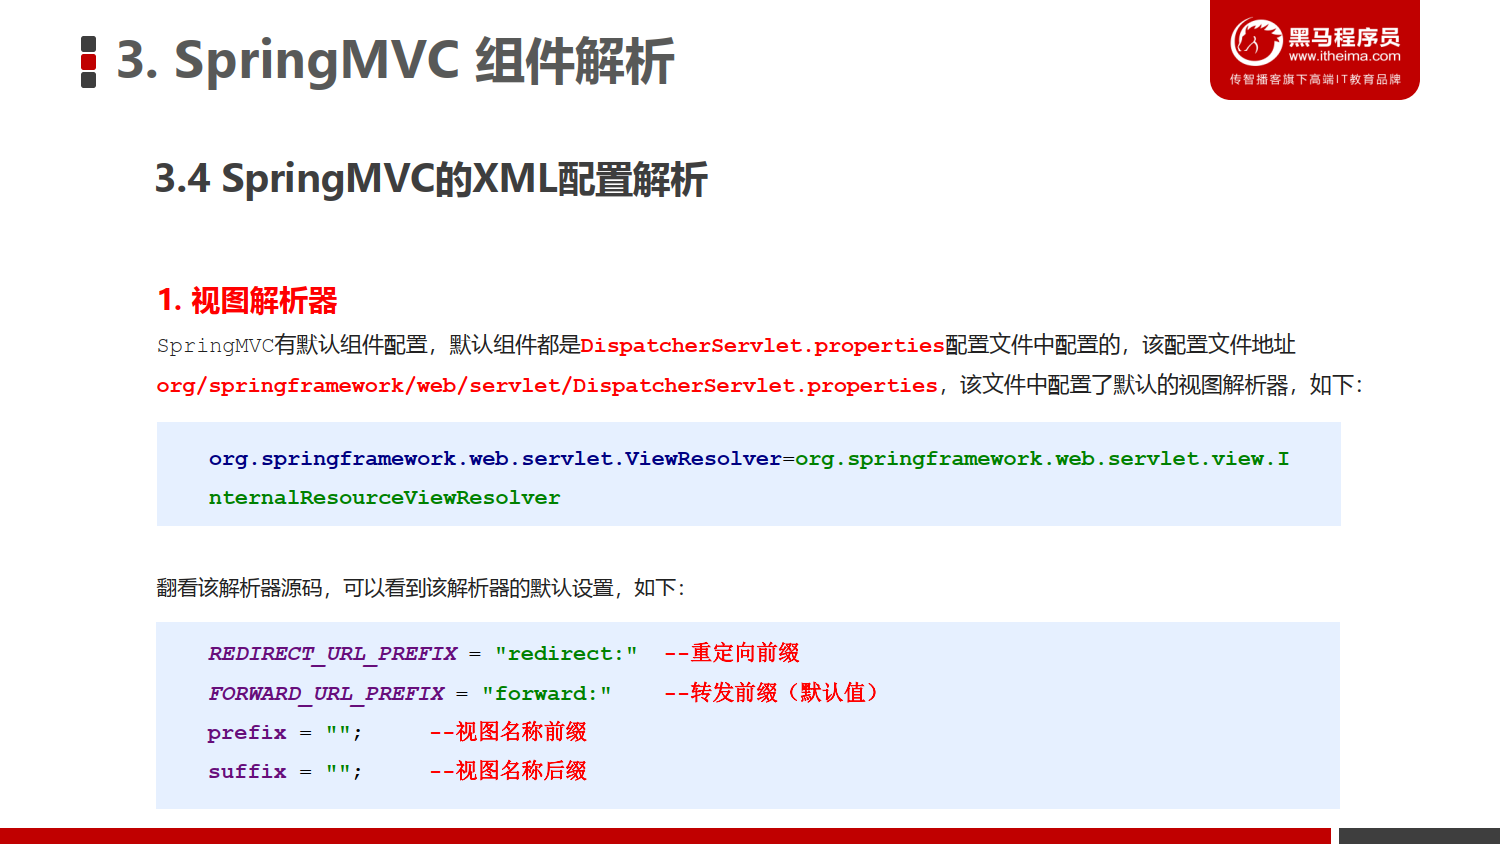 3. SpringMVC 组件解析
黑马程序员
www.itheima.com
传智播客旗下高端IT教育品牌
3.4 SpringMVC的XML配置解析
1. 视图解析器
SpringMVC有默认组件配置，默认组件都是DispatcherServlet.properties配置文件中配置的，该配置文件地址
org/springframework/web/servlet/DispatcherServlet.properties，该文件中配置了默认的视图解析器，如下：
org.springframework.web.servlet.ViewResolver=org.springframework.web.servlet.view.I
nternalResourceViewResolver
翻看该解析器源码，可以看到该解析器的默认设置，如下：
REDIRECT_URL_PREFIX = "redirect:" --重定向前缀
FORWARD_URL_PREFIX = "forward:" --转发前缀（默认值）
prefix = ""; --视图名称前缀
suffix = ""; --视图名称后缀